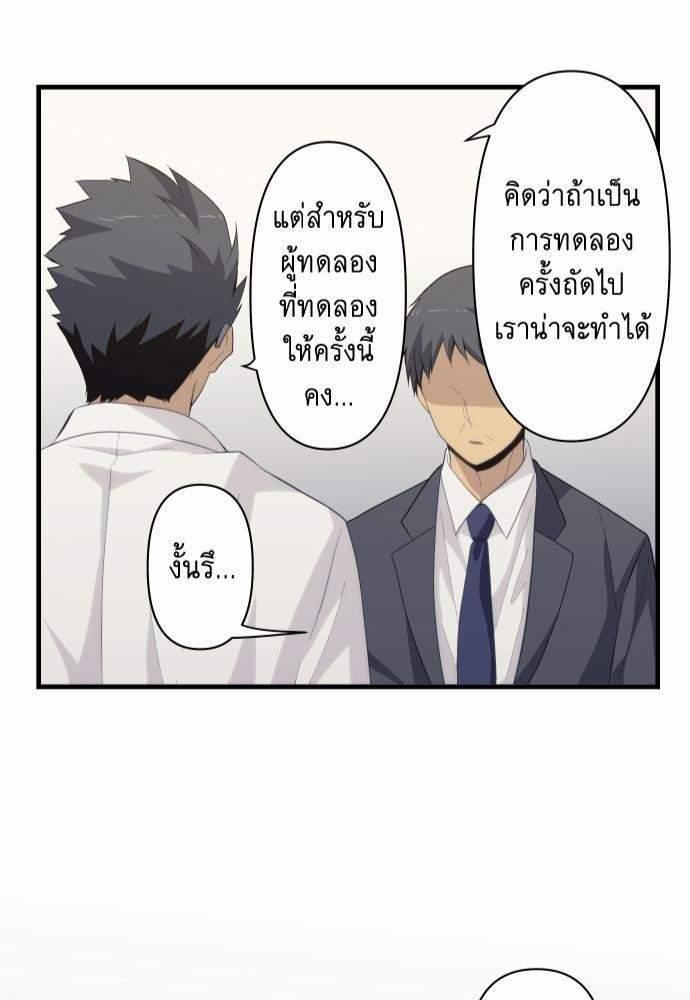 คิดว่าถ้าเป็น
การทดลอง
ครั้งถัดไป
เราน่าจะทำได้
แต่สำหรับ
ผู้ทดลอง
ที่ทดลอง
ให้ครั้งนี้
คง...
งั้นรึ...